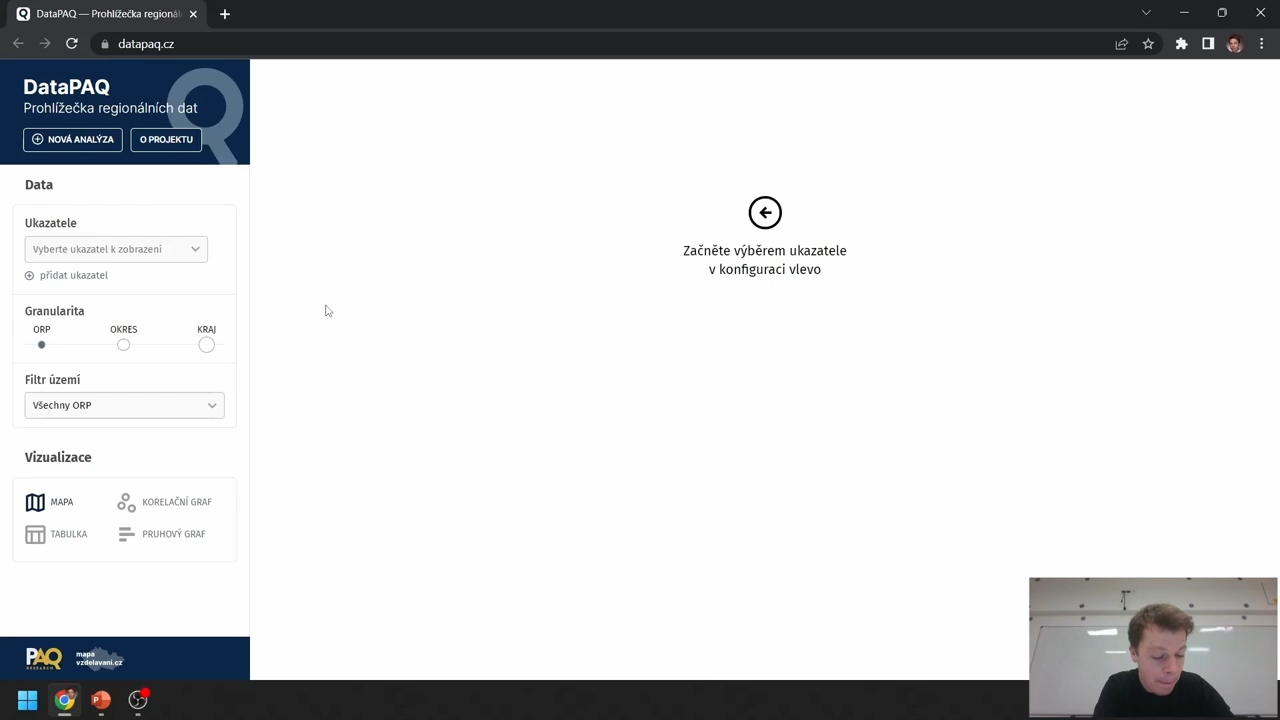 DataPAQ — Prohlížečka regionál
datapaq.cz
DataPAQ
Prohlížečka regionálních dat
NOVÁ ANALÝZA
O PROJEKTU
Data
Ukazatele
Vyberte ukazatel k zobrazení
přidat ukazatel
Granularita
ORP OKRES KRAJ
Filtr území
Všechny ORP
Vizualizace
MAPA KORELAČNÍ GRAF
TABULKA PRUHOVÝ GRAF
PAQ
RESEARCH
mapa
vzdelavani.cz
Začněte výběrem ukazatele
v konfiguraci vlevo